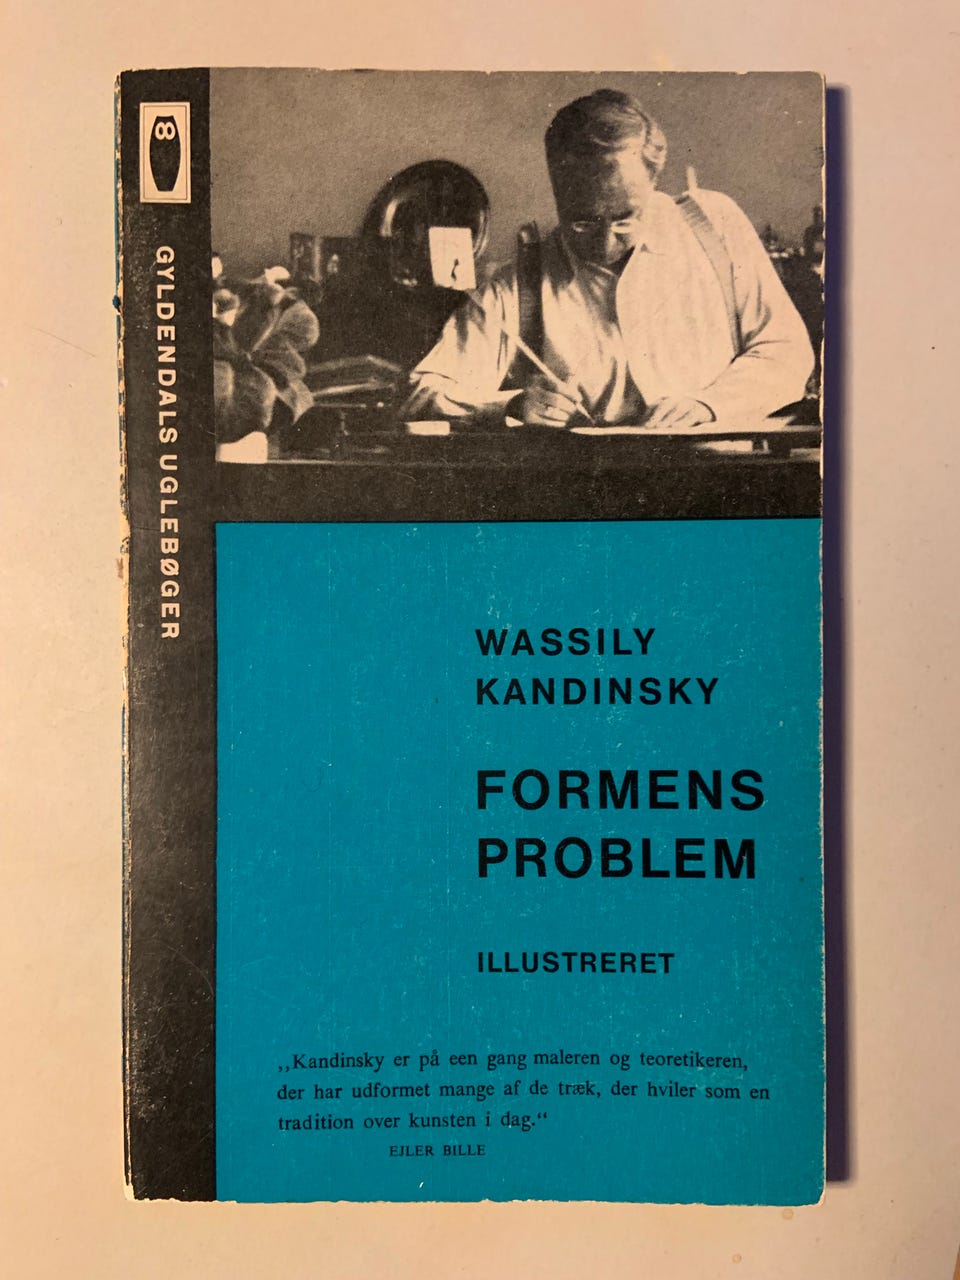 GYLDENDALS UGLEBØGER
WASSILY
KANDINSKY
FORMENS
PROBLEM
ILLUSTRERET
„Kandinsky er på een gang maleren og teoretikeren,
der har udformet mange af de træk, der hviler som en
tradition over kunsten i dag.“
EJLER BILLE